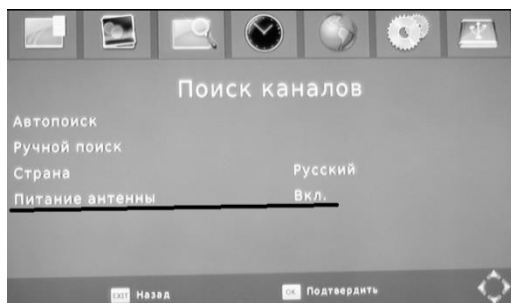 Поиск каналов
Автопоиск
Ручной поиск
Страна Русский
Питание антенны Вкл.
EXIT Назад OK Подтвердить